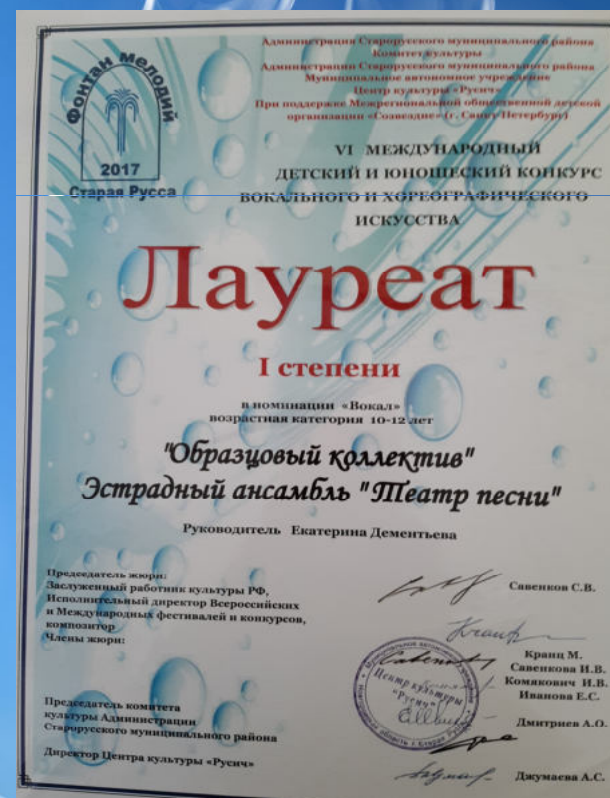 Фонтан мелодий
2017
Старая Русса
Администрация Старорусского муниципального района
Комитет культуры
Администрации Старорусского муниципального района
Муниципальное автономное учреждение
Центр культуры «Русич»
При поддержке Межрегиональной общественной детской
организации «Созвездие» (г. Санкт-Петербург)
VI МЕЖДУНАРОДНЫЙ
ДЕТСКИЙ И ЮНОШЕСКИЙ КОНКУРС
ВОКАЛЬНОГО И ХОРЕОГРАФИЧЕСКОГО
ИСКУССТВА
Лауреат
I степени
в номинации «Вокал»
возрастная категория 10-12 лет
"Образцовый коллектив"
Эстрадный ансамбль "Театр песни"
Руководитель Екатерина Дементьева
Председатель жюри:
Заслуженный работник культуры РФ,
Исполнительный директор Всероссийских
и Международных фестивалей и конкурсов,
композитор
Савенков С.В.
Члены жюри:
Кранц М.
Савенкова И.В.
Комякович И.В.
Иванова Е.С.
Центр культуры
"Русич"
Председатель комитета
культуры Администрации
Старорусского муниципального района
Дмитриев А.О.
Директор Центра культуры «Русич»
Джумаева А.С.